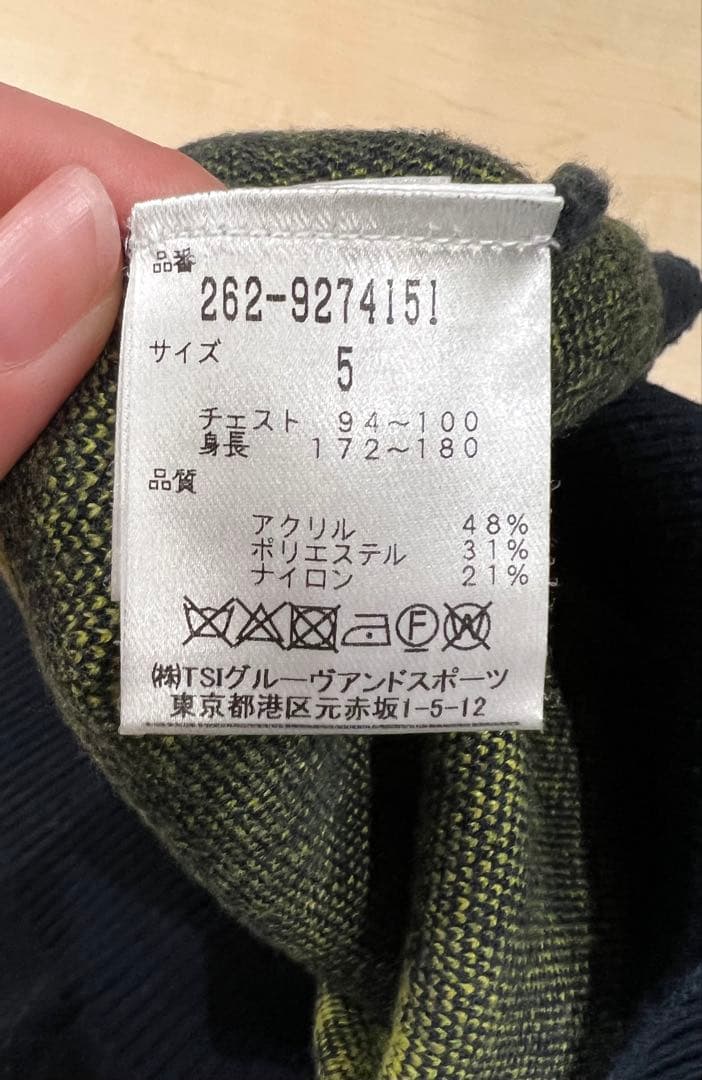 品番
262-9274151
サイズ
5
チェスト 94～100
身長 172～180
品質
アクリル 48%
ポリエステル 31%
ナイロン 21%
F W
㈱TSIグルーヴアンドスポーツ
東京都港区元赤坂1-5-12